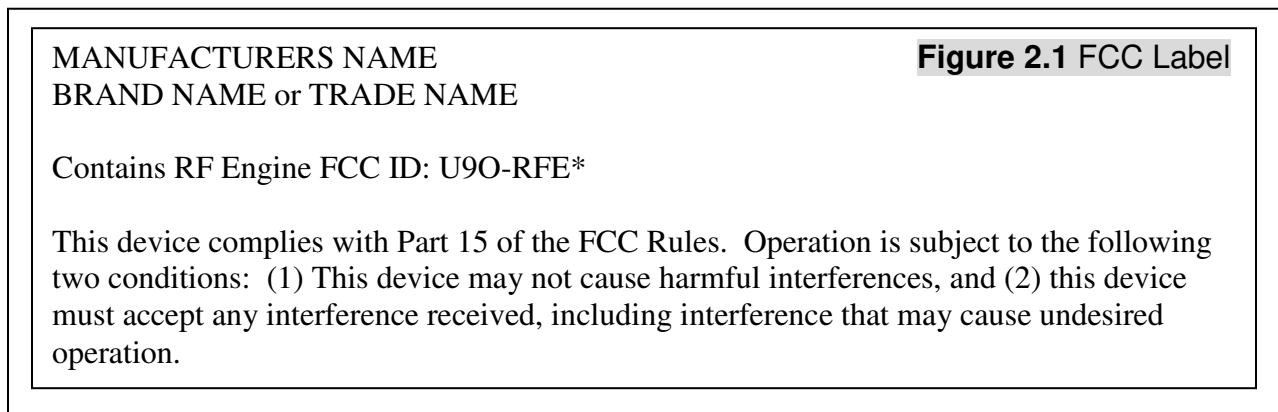 MANUFACTURERS NAME
Figure 2.1 FCC Label
BRAND NAME or TRADE NAME
Contains RF Engine FCC ID: U9O-RFE*
This device complies with Part 15 of the FCC Rules.  Operation is subject to the following
two conditions:  (1) This device may not cause harmful interferences, and (2) this device
must accept any interference received, including interference that may cause undesired
operation.